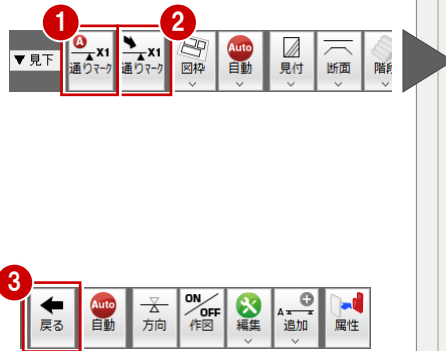 1 2
▼見下
A X1 通りマーク
X1 通りマーク
図枠
Auto 自動
見付
断面
階段
3
戻る
Auto 自動
方向
ON/OFF 作図
編集
A 追加
属性